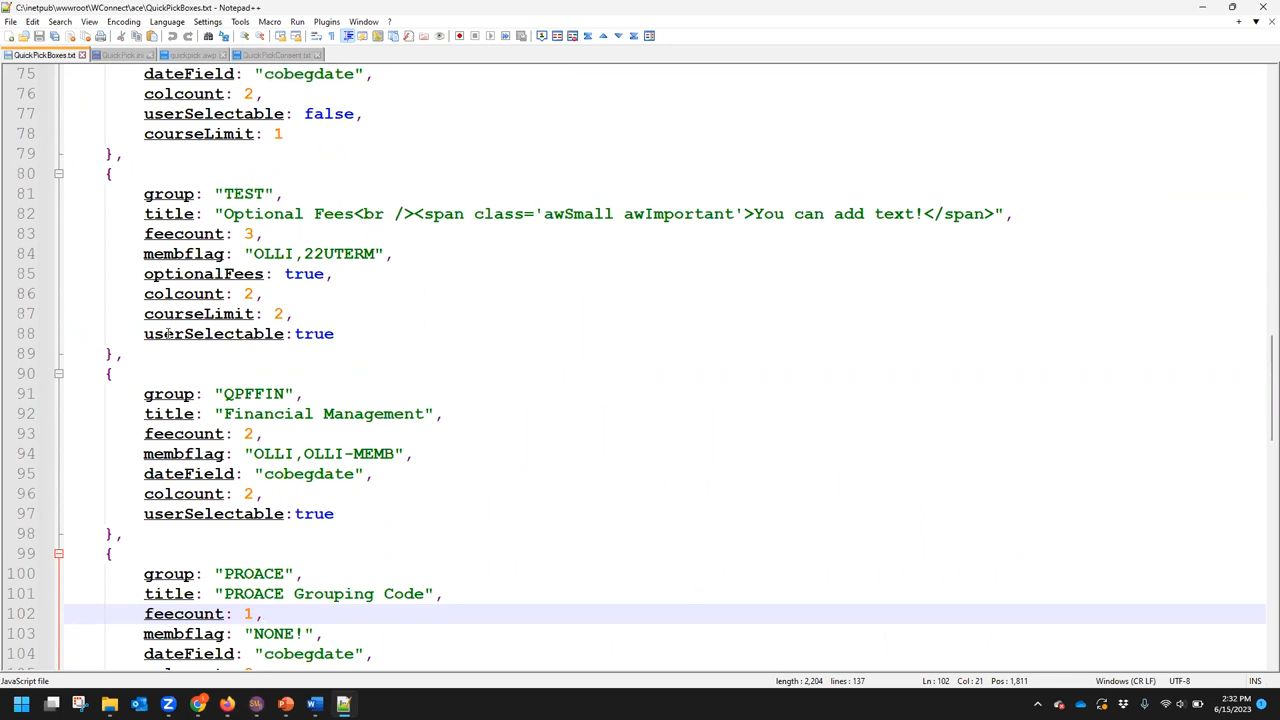 C:\inetpub\wwwroot\WConnect\ace\QuickPickBoxes.txt - Notepad++
File Edit Search View Encoding Language Settings Tools Macro Run Plugins Window ?
QuickPickBoxes.txt QuickPick.ini quickpick.awp QuickPickConsent.txt
75 dateField: "cobegdate",
76 colcount: 2,
77 userSelectable: false,
78 courseLimit: 1
79 },
80 {
81 group: "TEST",
82 title: "Optional Fees<br /><span class='awSmall awImportant'>You can add text!</span>",
83 feecount: 3,
84 membflag: "OLLI,22UTERM",
85 optionalFees: true,
86 colcount: 2,
87 courseLimit: 2,
88 userSelectable:true
89 },
90 {
91 group: "QPFFIN",
92 title: "Financial Management",
93 feecount: 2,
94 membflag: "OLLI,OLLI-MEMB",
95 dateField: "cobegdate",
96 colcount: 2,
97 userSelectable:true
98 },
99 {
100 group: "PROACE",
101 title: "PROACE Grouping Code",
102 feecount: 1,
103 membflag: "NONE!",
104 dateField: "cobegdate",
JavaScript file length : 2,204 lines : 137 Ln : 102 Col : 21 Pos : 1,811 Windows (CR LF) UTF-8 INS
2:32 PM
6/15/2023